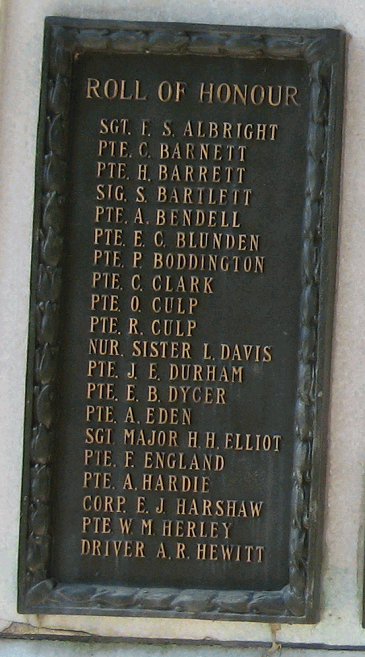 ROLL OF HONOUR
SGT. F. S. ALBRIGHT
PTE. C. BARNETT
PTE. H. BARRETT
SIG. S. BARTLETT
PTE. A. BENDELL
PTE. E. C. BLUNDEN
PTE. P. BODDINGTON
PTE. C. CLARK
PTE. O. CULP
PTE. R. CULP
NUR. SISTER L. DAVIS
PTE. J. E. DURHAM
PTE. E. B. DYCER
PTE. A. EDEN
SGT. MAJOR H. H. ELLIOT
PTE. F. ENGLAND
PTE. A. HARDIE
CORP. E. J. HARSHAW
PTE W. M. HERLEY
DRIVER A. R. HEWITT